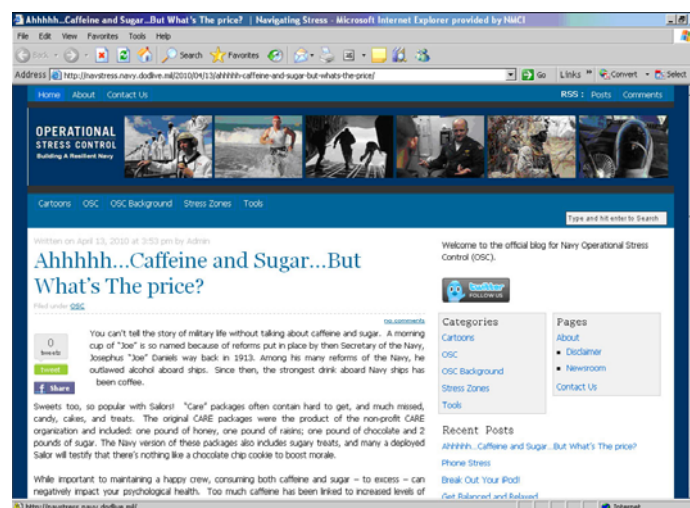 Ahhhhh...Caffeine and Sugar...But What's The price? | Navigating Stress - Microsoft Internet Explorer provided by NMCI
File Edit View Favorites Tools Help
Back Search Favorites
Address http://navstress.navy.dodlive.mil/2010/04/13/ahhhhh-caffeine-and-sugar-but-whats-the-price/ Go Links » Convert Select
Home About Contact Us RSS : Posts Comments
OPERATIONAL
STRESS CONTROL
Building A Resilient Navy
Cartoons OSC OSC Background Stress Zones Tools
Type and hit enter to Search
Written on April 13, 2010 at 3:53 pm by Admin
Ahhhhh...Caffeine and Sugar...But
What's The price?
Filed under OSC
no comments
0
tweets
tweet
Share
You can't tell the story of military life without talking about caffeine and sugar. A morning
cup of "Joe" is so named because of reforms put in place by then Secretary of the Navy,
Josephus "Joe" Daniels way back in 1913. Among his many reforms of the Navy, he
outlawed alcohol aboard ships. Since then, the strongest drink aboard Navy ships has
been coffee.
Sweets too, so popular with Sailors! "Care" packages often contain hard to get, and much missed,
candy, cakes, and treats. The original CARE packages were the product of the non-profit CARE
organization and included: one pound of honey, one pound of raisins; one pound of chocolate and 2
pounds of sugar. The Navy version of these packages also includes sugary treats, and many a deployed
Sailor will testify that there's nothing like a chocolate chip cookie to boost morale.
While important to maintaining a happy crew, consuming both caffeine and sugar – to excess – can
negatively impact your psychological health. Too much caffeine has been linked to increased levels of
Welcome to the official blog for Navy Operational Stress
Control (OSC).
twitter
FOLLOW US
Categories
Cartoons
OSC
OSC Background
Stress Zones
Tools
Pages
About
Disclaimer
Newsroom
Contact Us
Recent Posts
Ahhhhh...Caffeine and Sugar...But What's The price?
Phone Stress
Break Out Your iPod!
Get Balanced and Relaxed
http://navstress.navy.dodlive.mil/ Internet